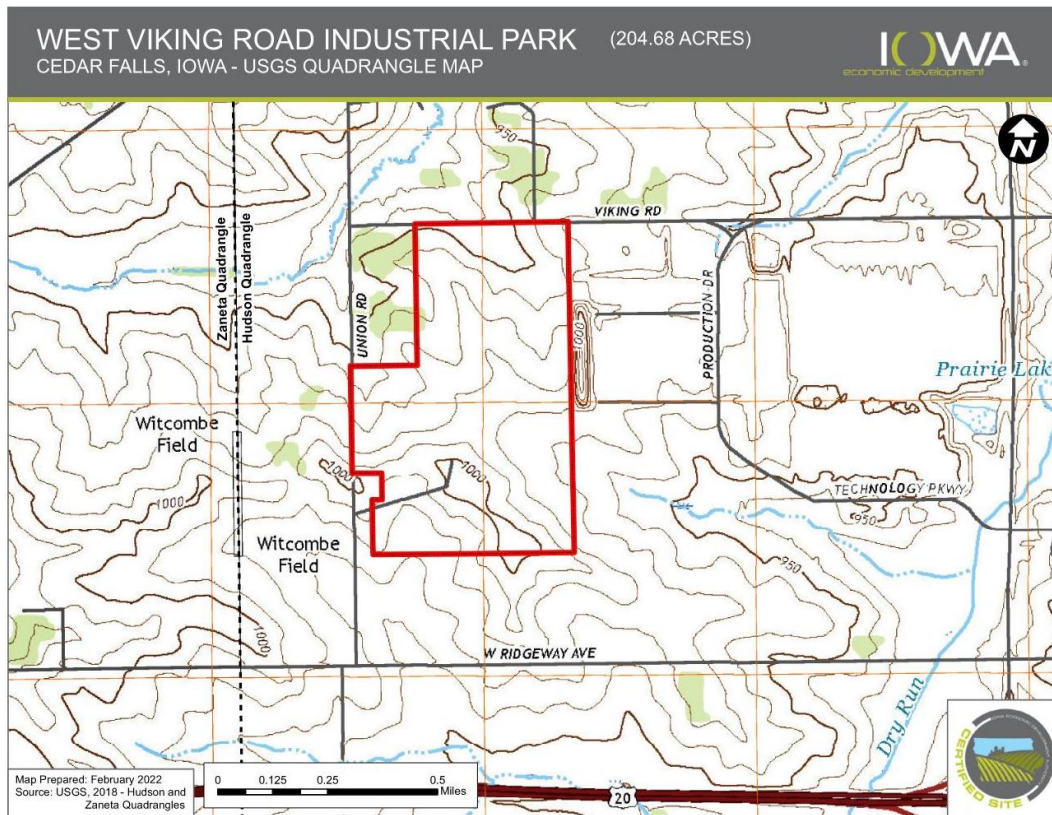 WEST VIKING ROAD INDUSTRIAL PARK (204.68 ACRES)
CEDAR FALLS, IOWA - USGS QUADRANGLE MAP
IOWA
economic development
N
950
VIKING RD
Zaneta Quadrangle
Hudson Quadrangle
UNION RD
1000
PRODUCTION DR
Prairie Lak
Witcombe
Field
1000
1000
1000
TECHNOLOGY PKWY
950
Witcombe
Field
950
1000
W RIDGEWAY AVE
Dry Run
Map Prepared: February 2022
Source: USGS, 2018 - Hudson and
Zaneta Quadrangles
0 0.125 0.25 0.5
Miles
20
CERTIFIED SITE